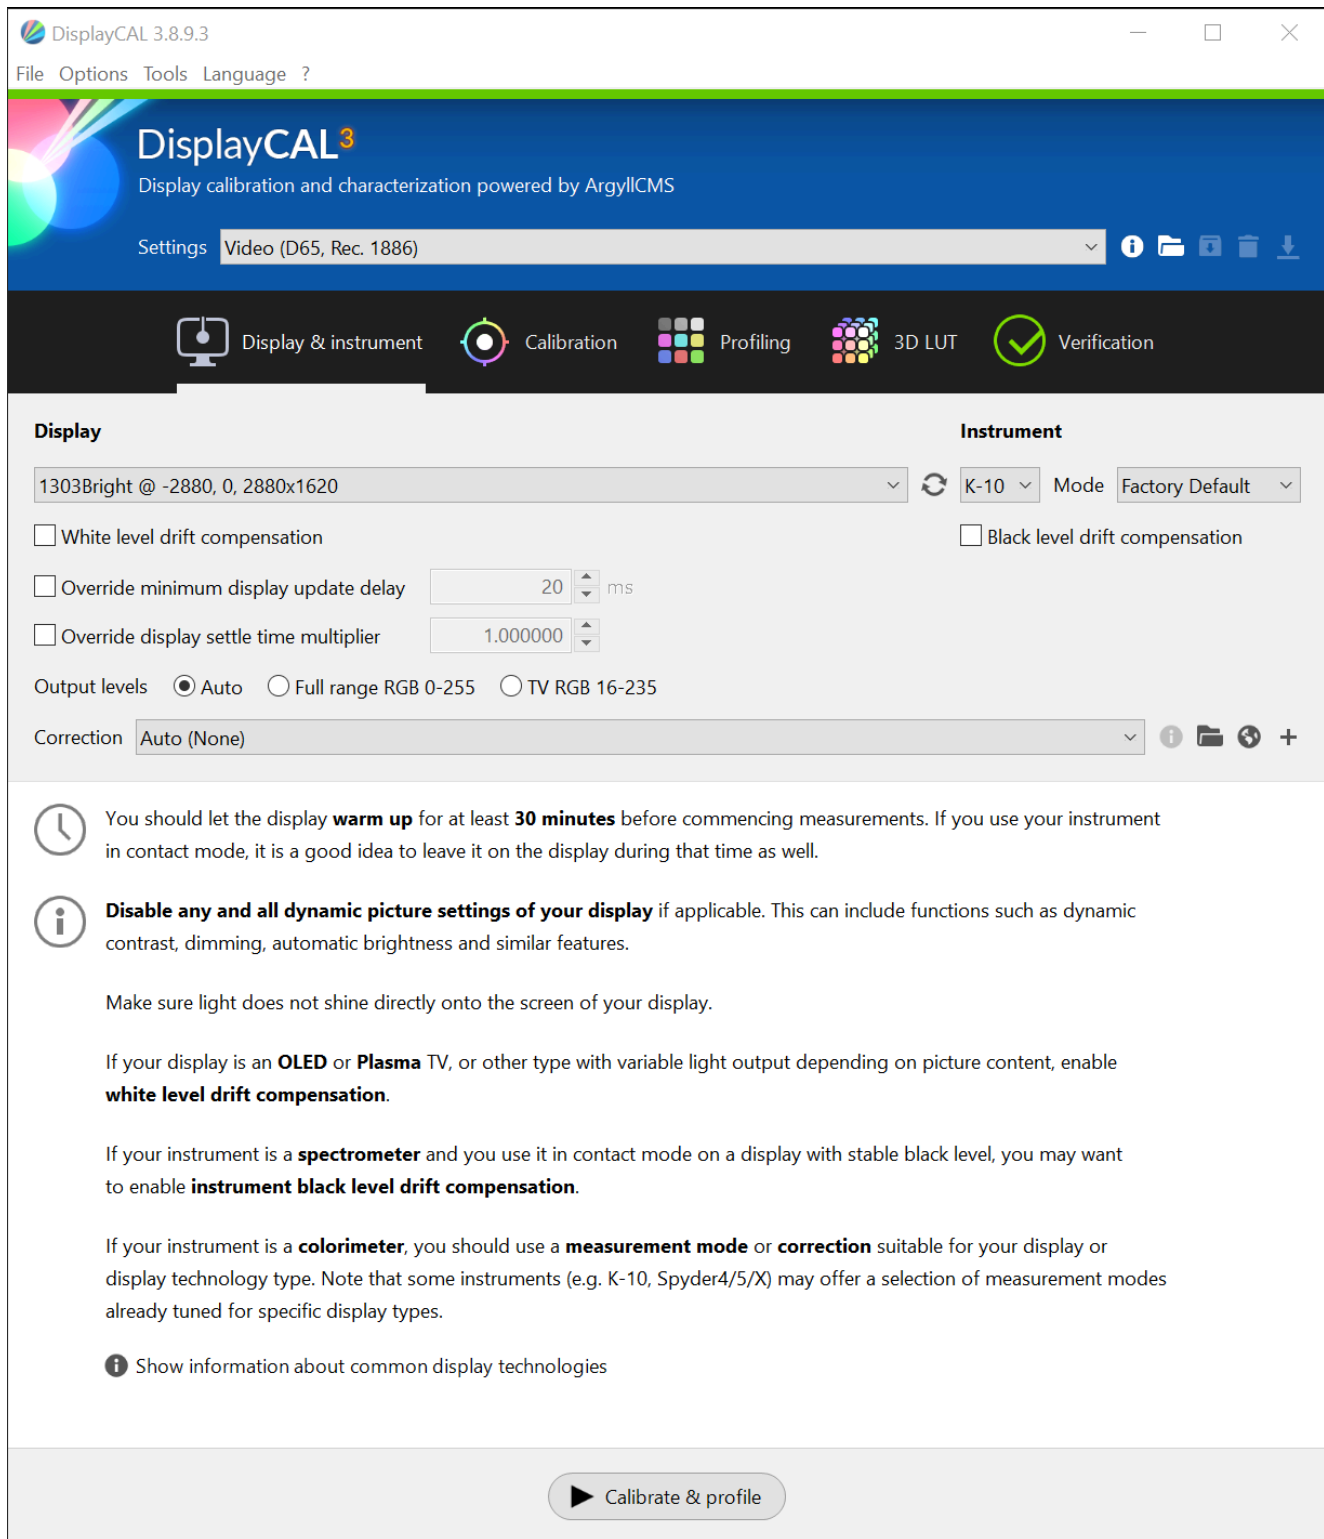 DisplayCAL 3.8.9.3
File Options Tools Language ?
DisplayCAL3
Display calibration and characterization powered by ArgyllCMS
Settings Video (D65, Rec. 1886)
Display & instrument Calibration Profiling 3D LUT Verification
Display Instrument
1303Bright @ -2880, 0, 2880x1620 K-10 Mode Factory Default
White level drift compensation Black level drift compensation
Override minimum display update delay 20 ms
Override display settle time multiplier 1.000000
Output levels Auto Full range RGB 0-255 TV RGB 16-235
Correction Auto (None)
You should let the display warm up for at least 30 minutes before commencing measurements. If you use your instrument
in contact mode, it is a good idea to leave it on the display during that time as well.
Disable any and all dynamic picture settings of your display if applicable. This can include functions such as dynamic
contrast, dimming, automatic brightness and similar features.
Make sure light does not shine directly onto the screen of your display.
If your display is an OLED or Plasma TV, or other type with variable light output depending on picture content, enable
white level drift compensation.
If your instrument is a spectrometer and you use it in contact mode on a display with stable black level, you may want
to enable instrument black level drift compensation.
If your instrument is a colorimeter, you should use a measurement mode or correction suitable for your display or
display technology type. Note that some instruments (e.g. K-10, Spyder4/5/X) may offer a selection of measurement modes
already tuned for specific display types.
Show information about common display technologies
Calibrate & profile